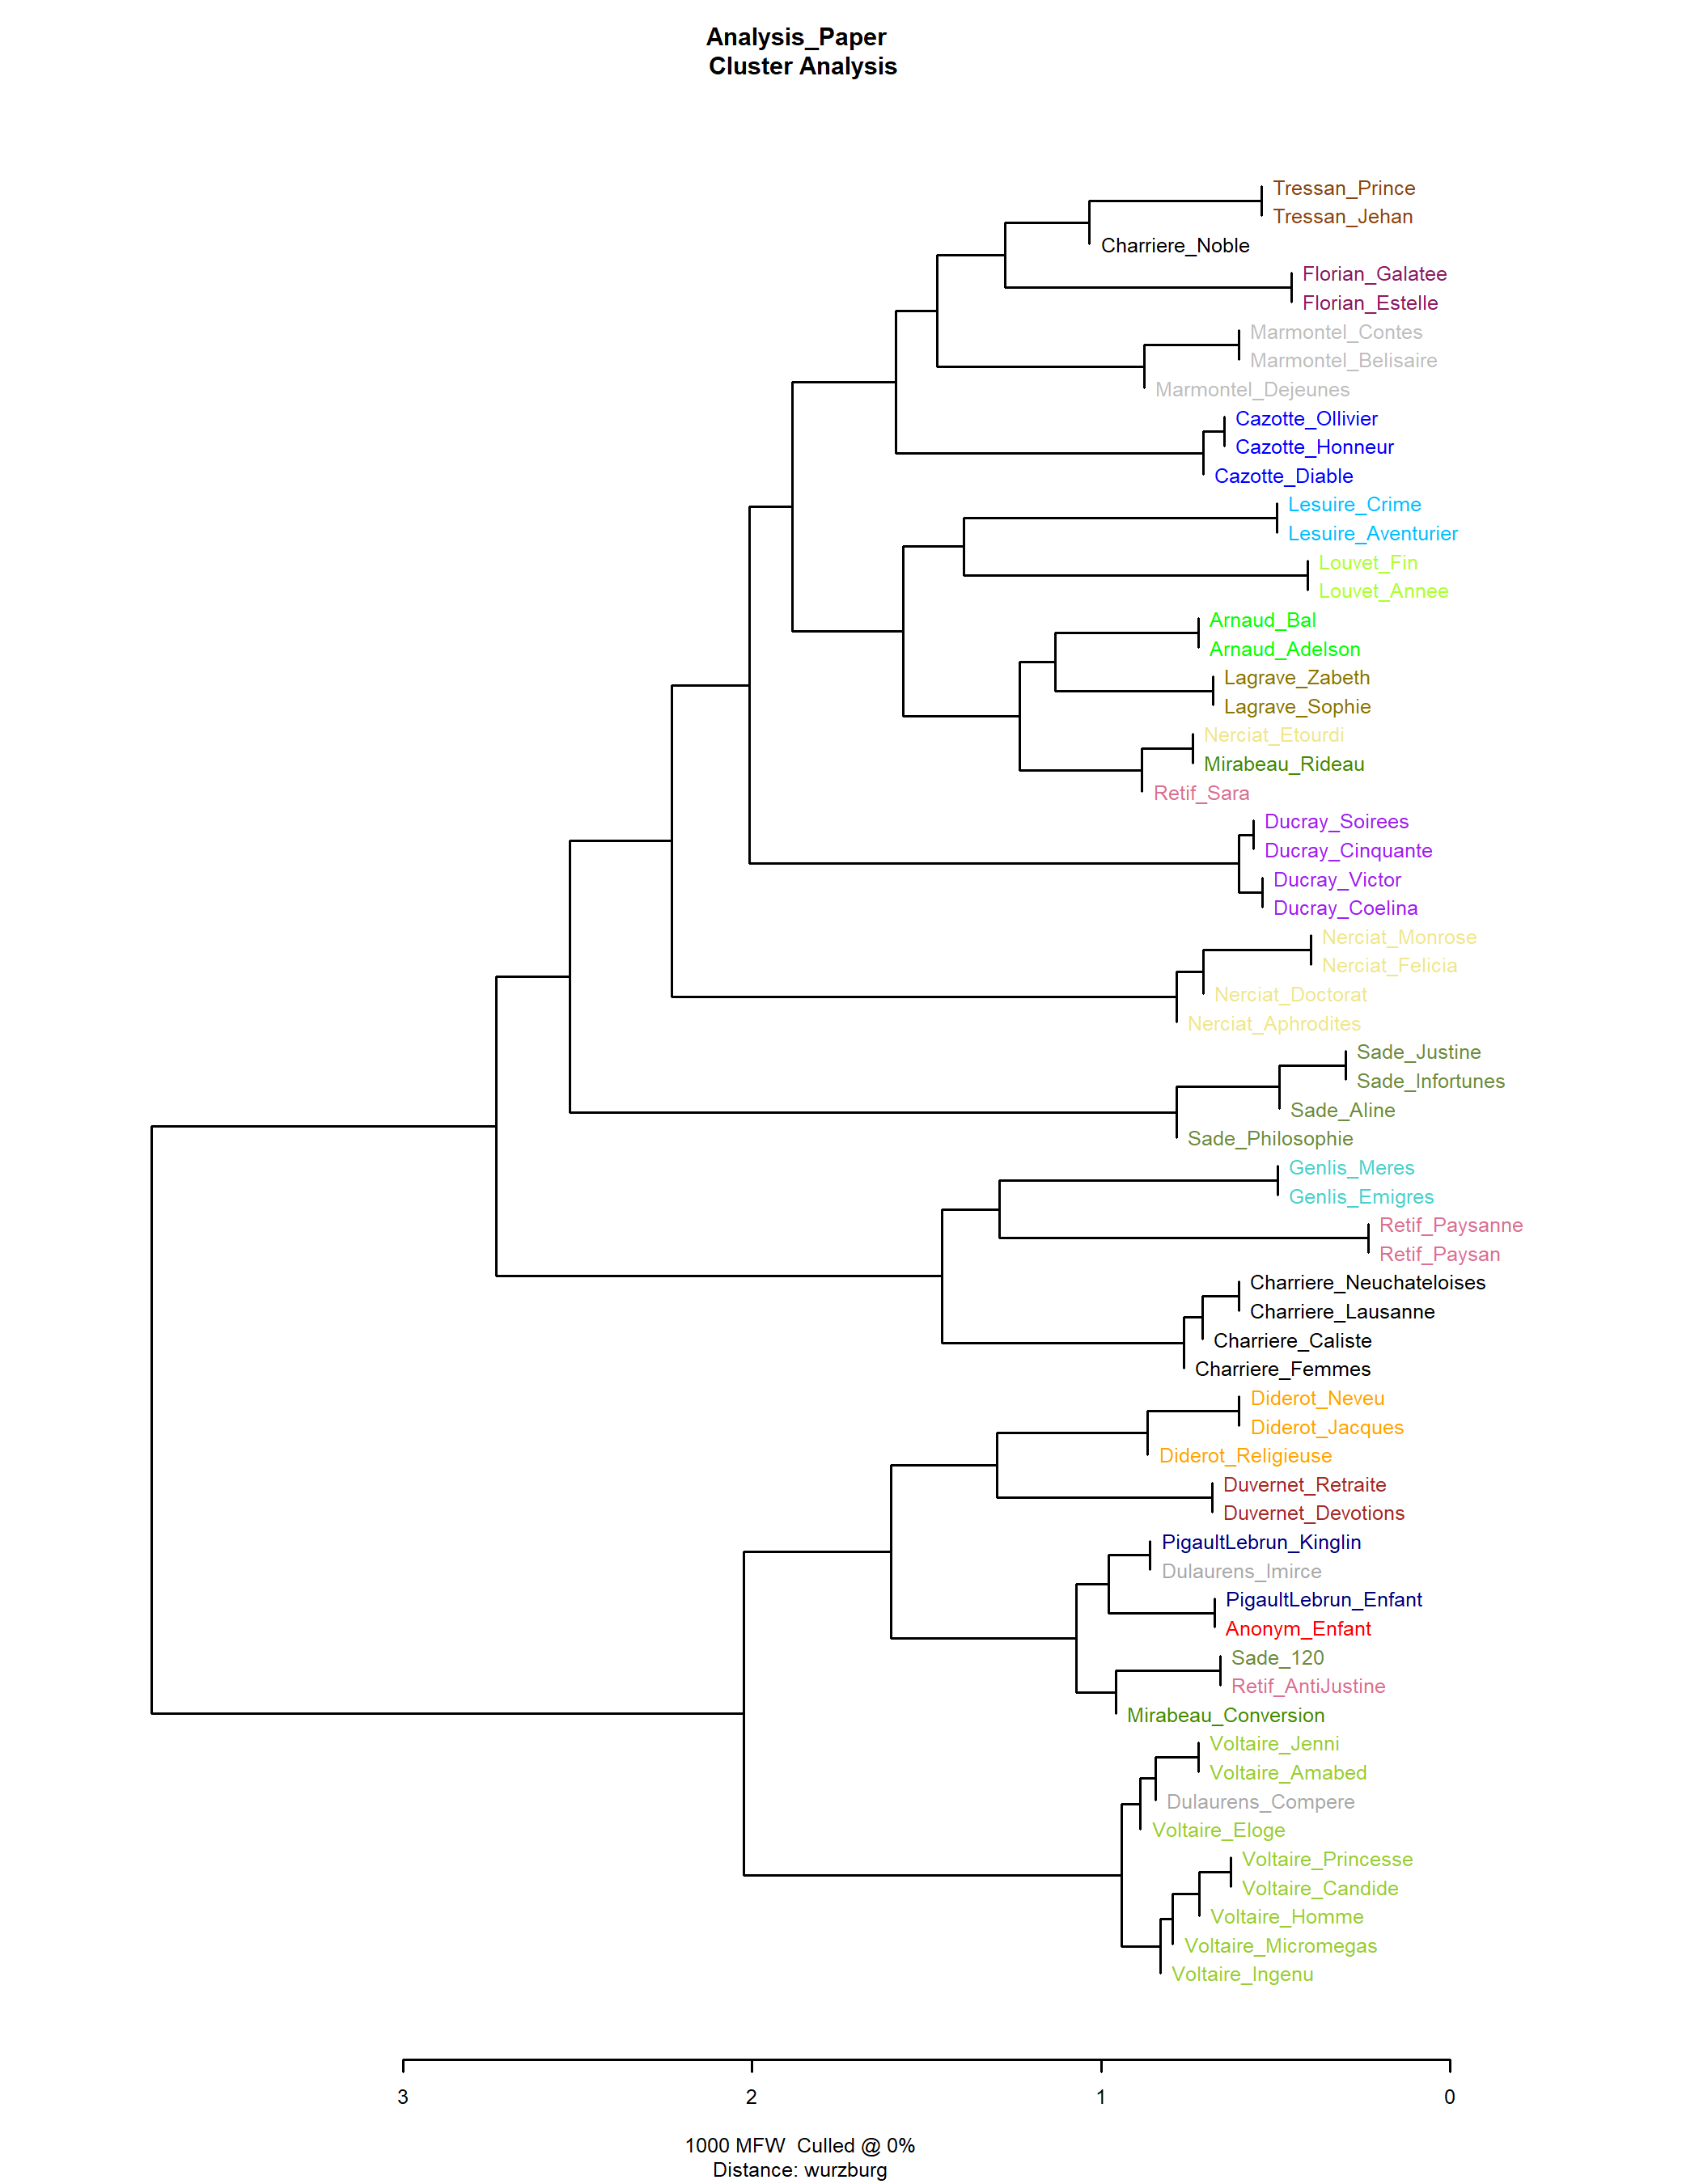 Analysis_Paper
Cluster Analysis
Tressan_Prince
Tressan_Jehan
Charriere_Noble
Florian_Galatee
Florian_Estelle
Marmontel_Contes
Marmontel_Belisaire
Marmontel_Dejeunes
Cazotte_Ollivier
Cazotte_Honneur
Cazotte_Diable
Lesuire_Crime
Lesuire_Aventurier
Louvet_Fin
Louvet_Annee
Arnaud_Bal
Arnaud_Adelson
Lagrave_Zabeth
Lagrave_Sophie
Nerciat_Etourdi
Mirabeau_Rideau
Retif_Sara
Ducray_Soirees
Ducray_Cinquante
Ducray_Victor
Ducray_Coelina
Nerciat_Monrose
Nerciat_Felicia
Nerciat_Doctorat
Nerciat_Aphrodites
Sade_Justine
Sade_Infortunes
Sade_Aline
Sade_Philosophie
Genlis_Meres
Genlis_Emigres
Retif_Paysanne
Retif_Paysan
Charriere_Neuchateloises
Charriere_Lausanne
Charriere_Caliste
Charriere_Femmes
Diderot_Neveu
Diderot_Jacques
Diderot_Religieuse
Duvernet_Retraite
Duvernet_Devotions
PigaultLebrun_Kinglin
Dulaurens_Imirce
PigaultLebrun_Enfant
Anonym_Enfant
Sade_120
Retif_AntiJustine
Mirabeau_Conversion
Voltaire_Jenni
Voltaire_Amabed
Dulaurens_Compere
Voltaire_Eloge
Voltaire_Princesse
Voltaire_Candide
Voltaire_Homme
Voltaire_Micromegas
Voltaire_Ingenu
3 2 1 0
1000 MFW Culled @ 0%
Distance: wurzburg